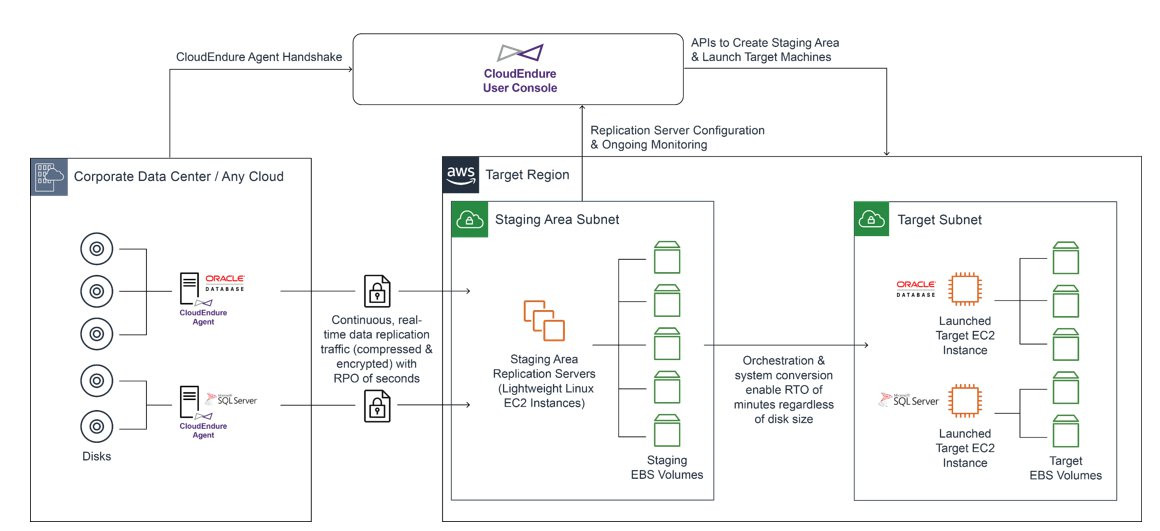 CloudEndure Agent Handshake
CloudEndure
User Console
APIs to Create Staging Area
& Launch Target Machines
Replication Server Configuration
& Ongoing Monitoring
Corporate Data Center / Any Cloud
ORACLE
DATABASE
CloudEndure
Agent
Microsoft
SQL Server
CloudEndure
Agent
Disks
Continuous, real-
time data replication
traffic (compressed &
encrypted) with
RPO of seconds
aws
Target Region
Staging Area Subnet
Staging Area
Replication Servers
(Lightweight Linux
EC2 Instances)
Staging
EBS Volumes
Orchestration &
system conversion
enable RTO of
minutes regardless
of disk size
Target Subnet
ORACLE
DATABASE
Launched
Target EC2
Instance
Microsoft
SQL Server
Launched
Target EC2
Instance
Target
EBS Volumes